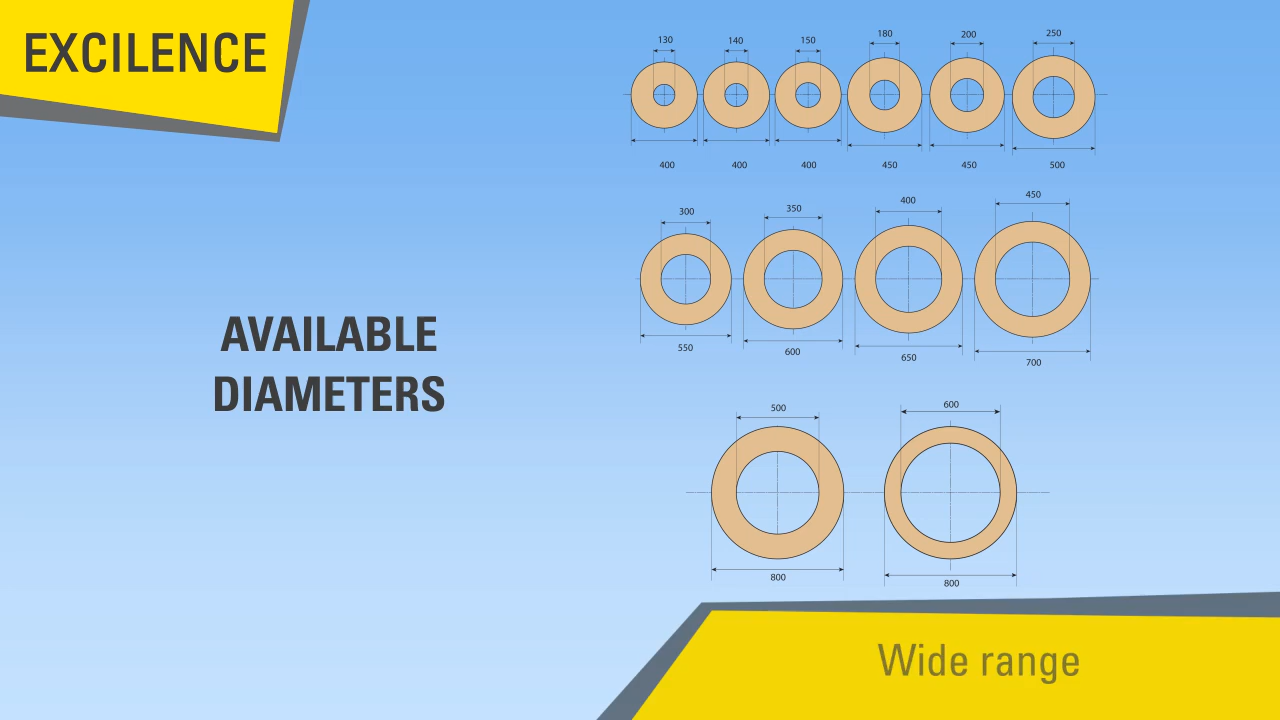 EXCILENCE
130 140 150 180 200 250
400 400 400 450 450 500
AVAILABLE
DIAMETERS
300 350 400 450
550 600 650 700
500 600
800 800
Wide range